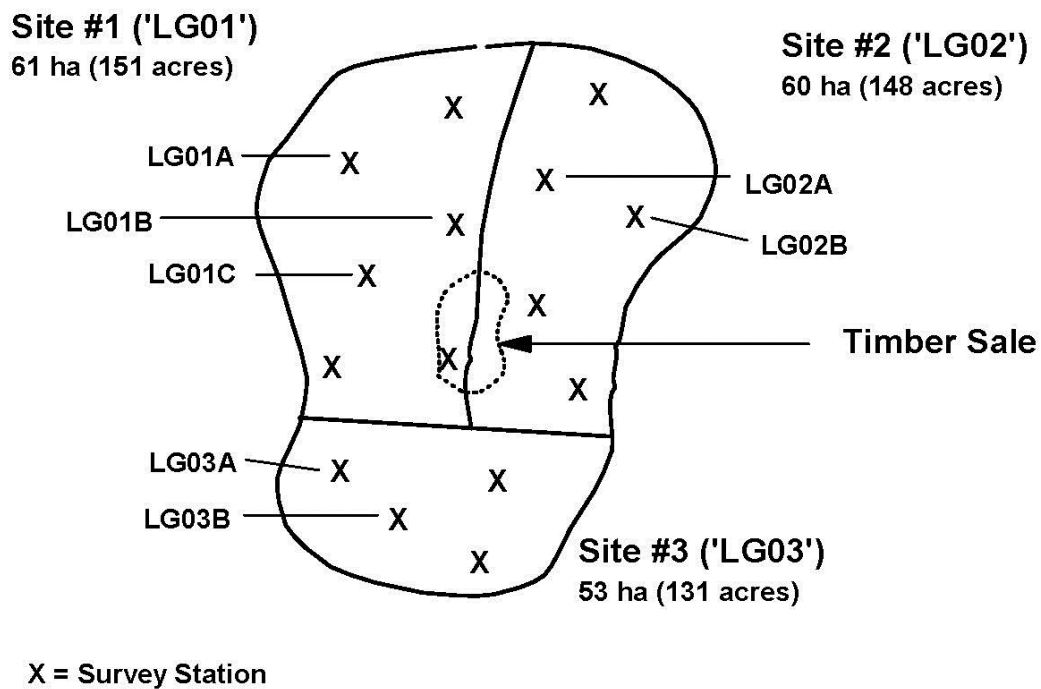 Site #1 ('LG01')
61 ha (151 acres)
Site #2 ('LG02')
60 ha (148 acres)
X
X
LG01A
X
X
LG02A
LG01B
X
X
LG02B
LG01C
X
X
Timber Sale
X
X
X
LG03A
X
X
LG03B
X
Site #3 ('LG03')
X
53 ha (131 acres)
X = Survey Station